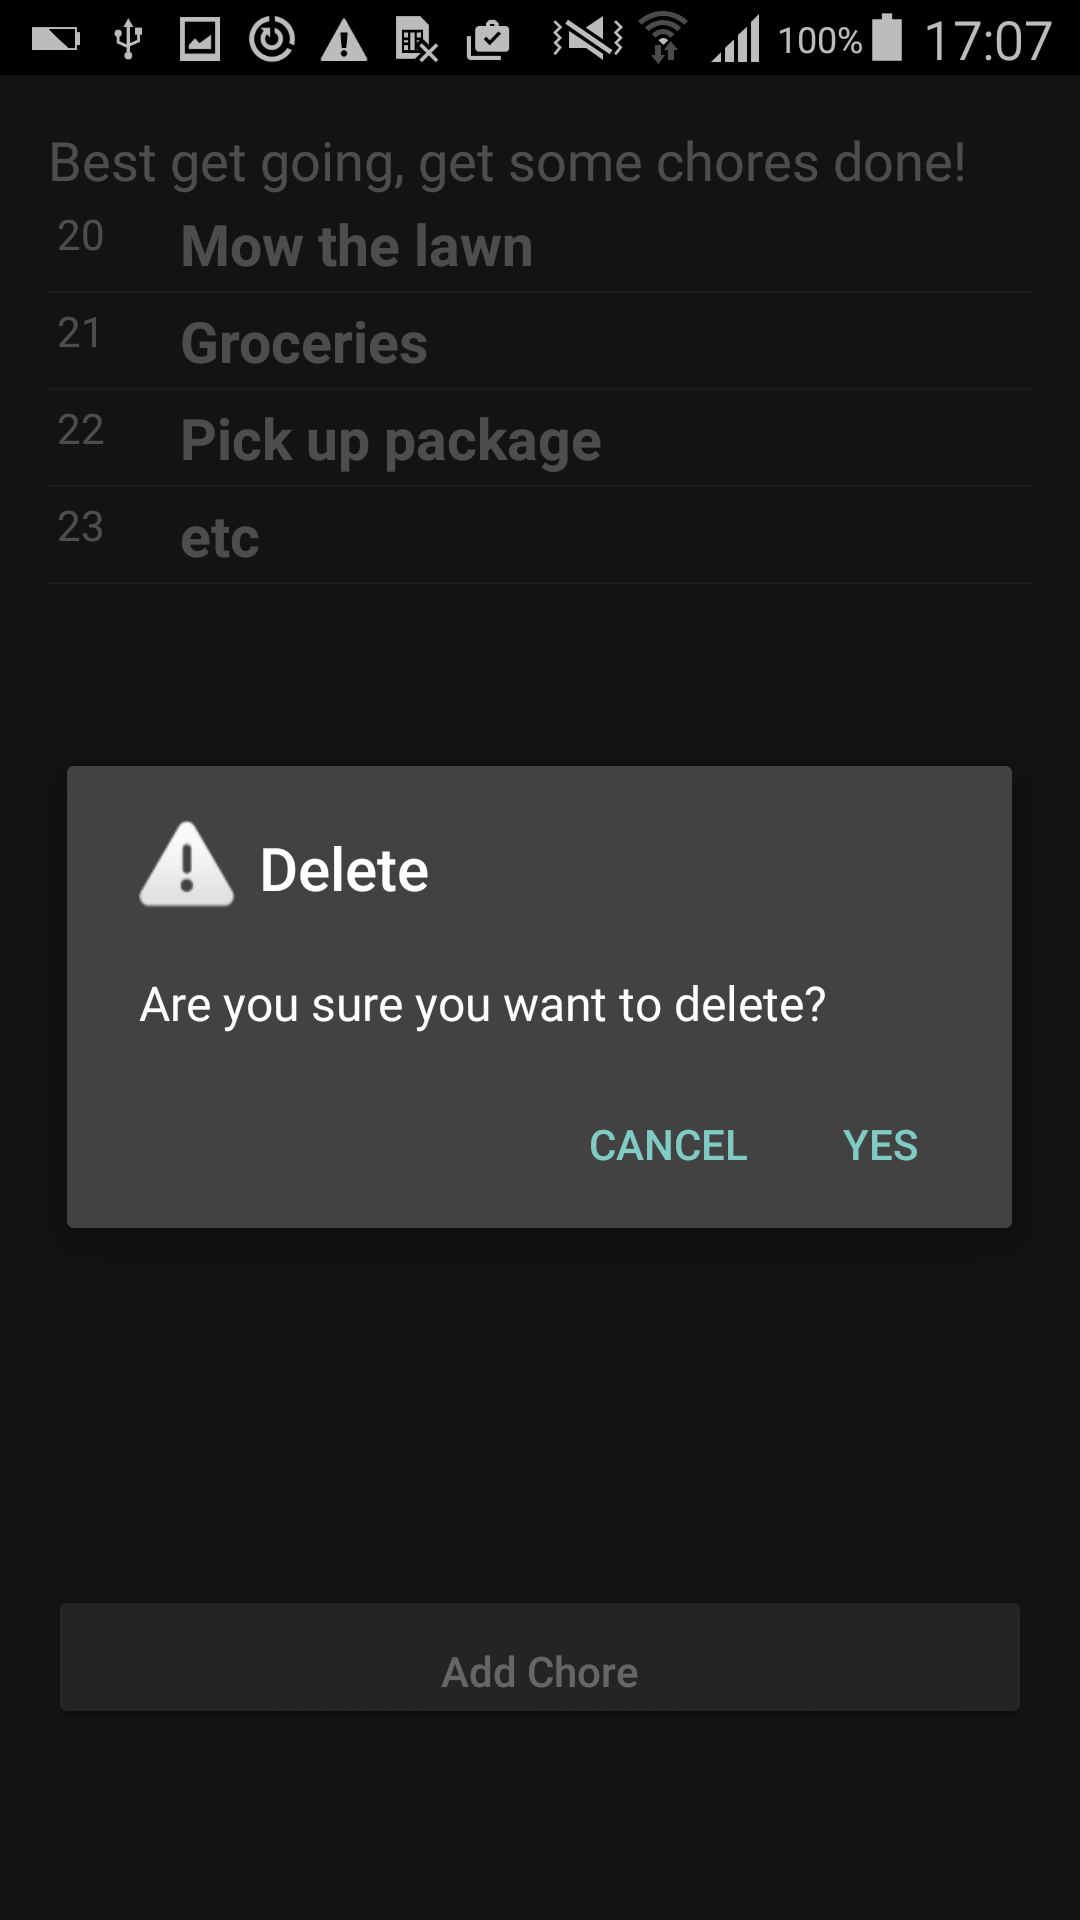 100% 17:07
Best get going, get some chores done!
20 Mow the lawn
21 Groceries
22 Pick up package
23 etc
Delete
Are you sure you want to delete?
CANCEL YES
Add Chore